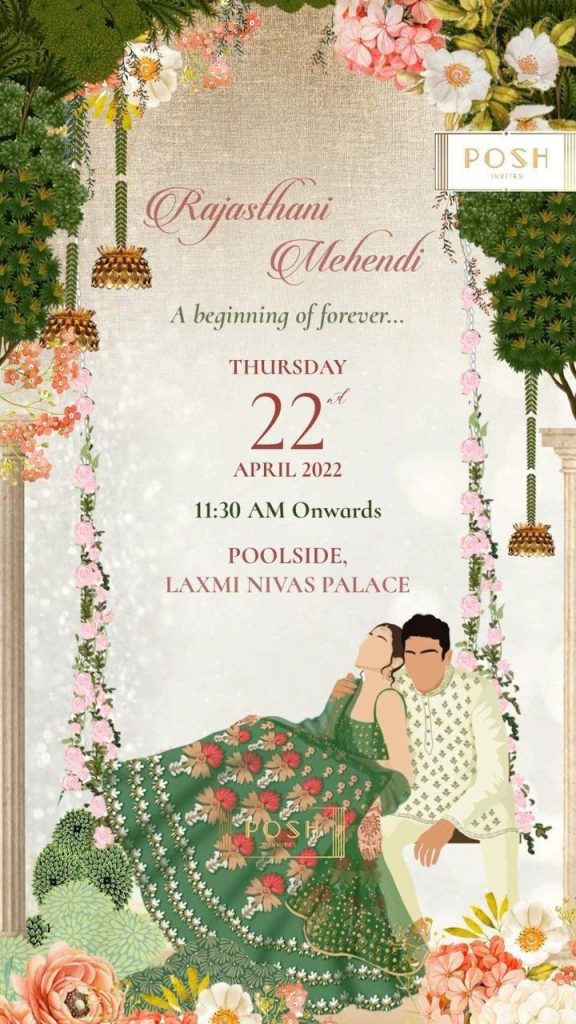 POSH
INVITES
Rajasthani
Mehendi
A beginning of forever...
THURSDAY
22nd
APRIL 2022
11:30 AM Onwards
POOLSIDE,
LAXMI NIVAS PALACE
POSH
INVITES